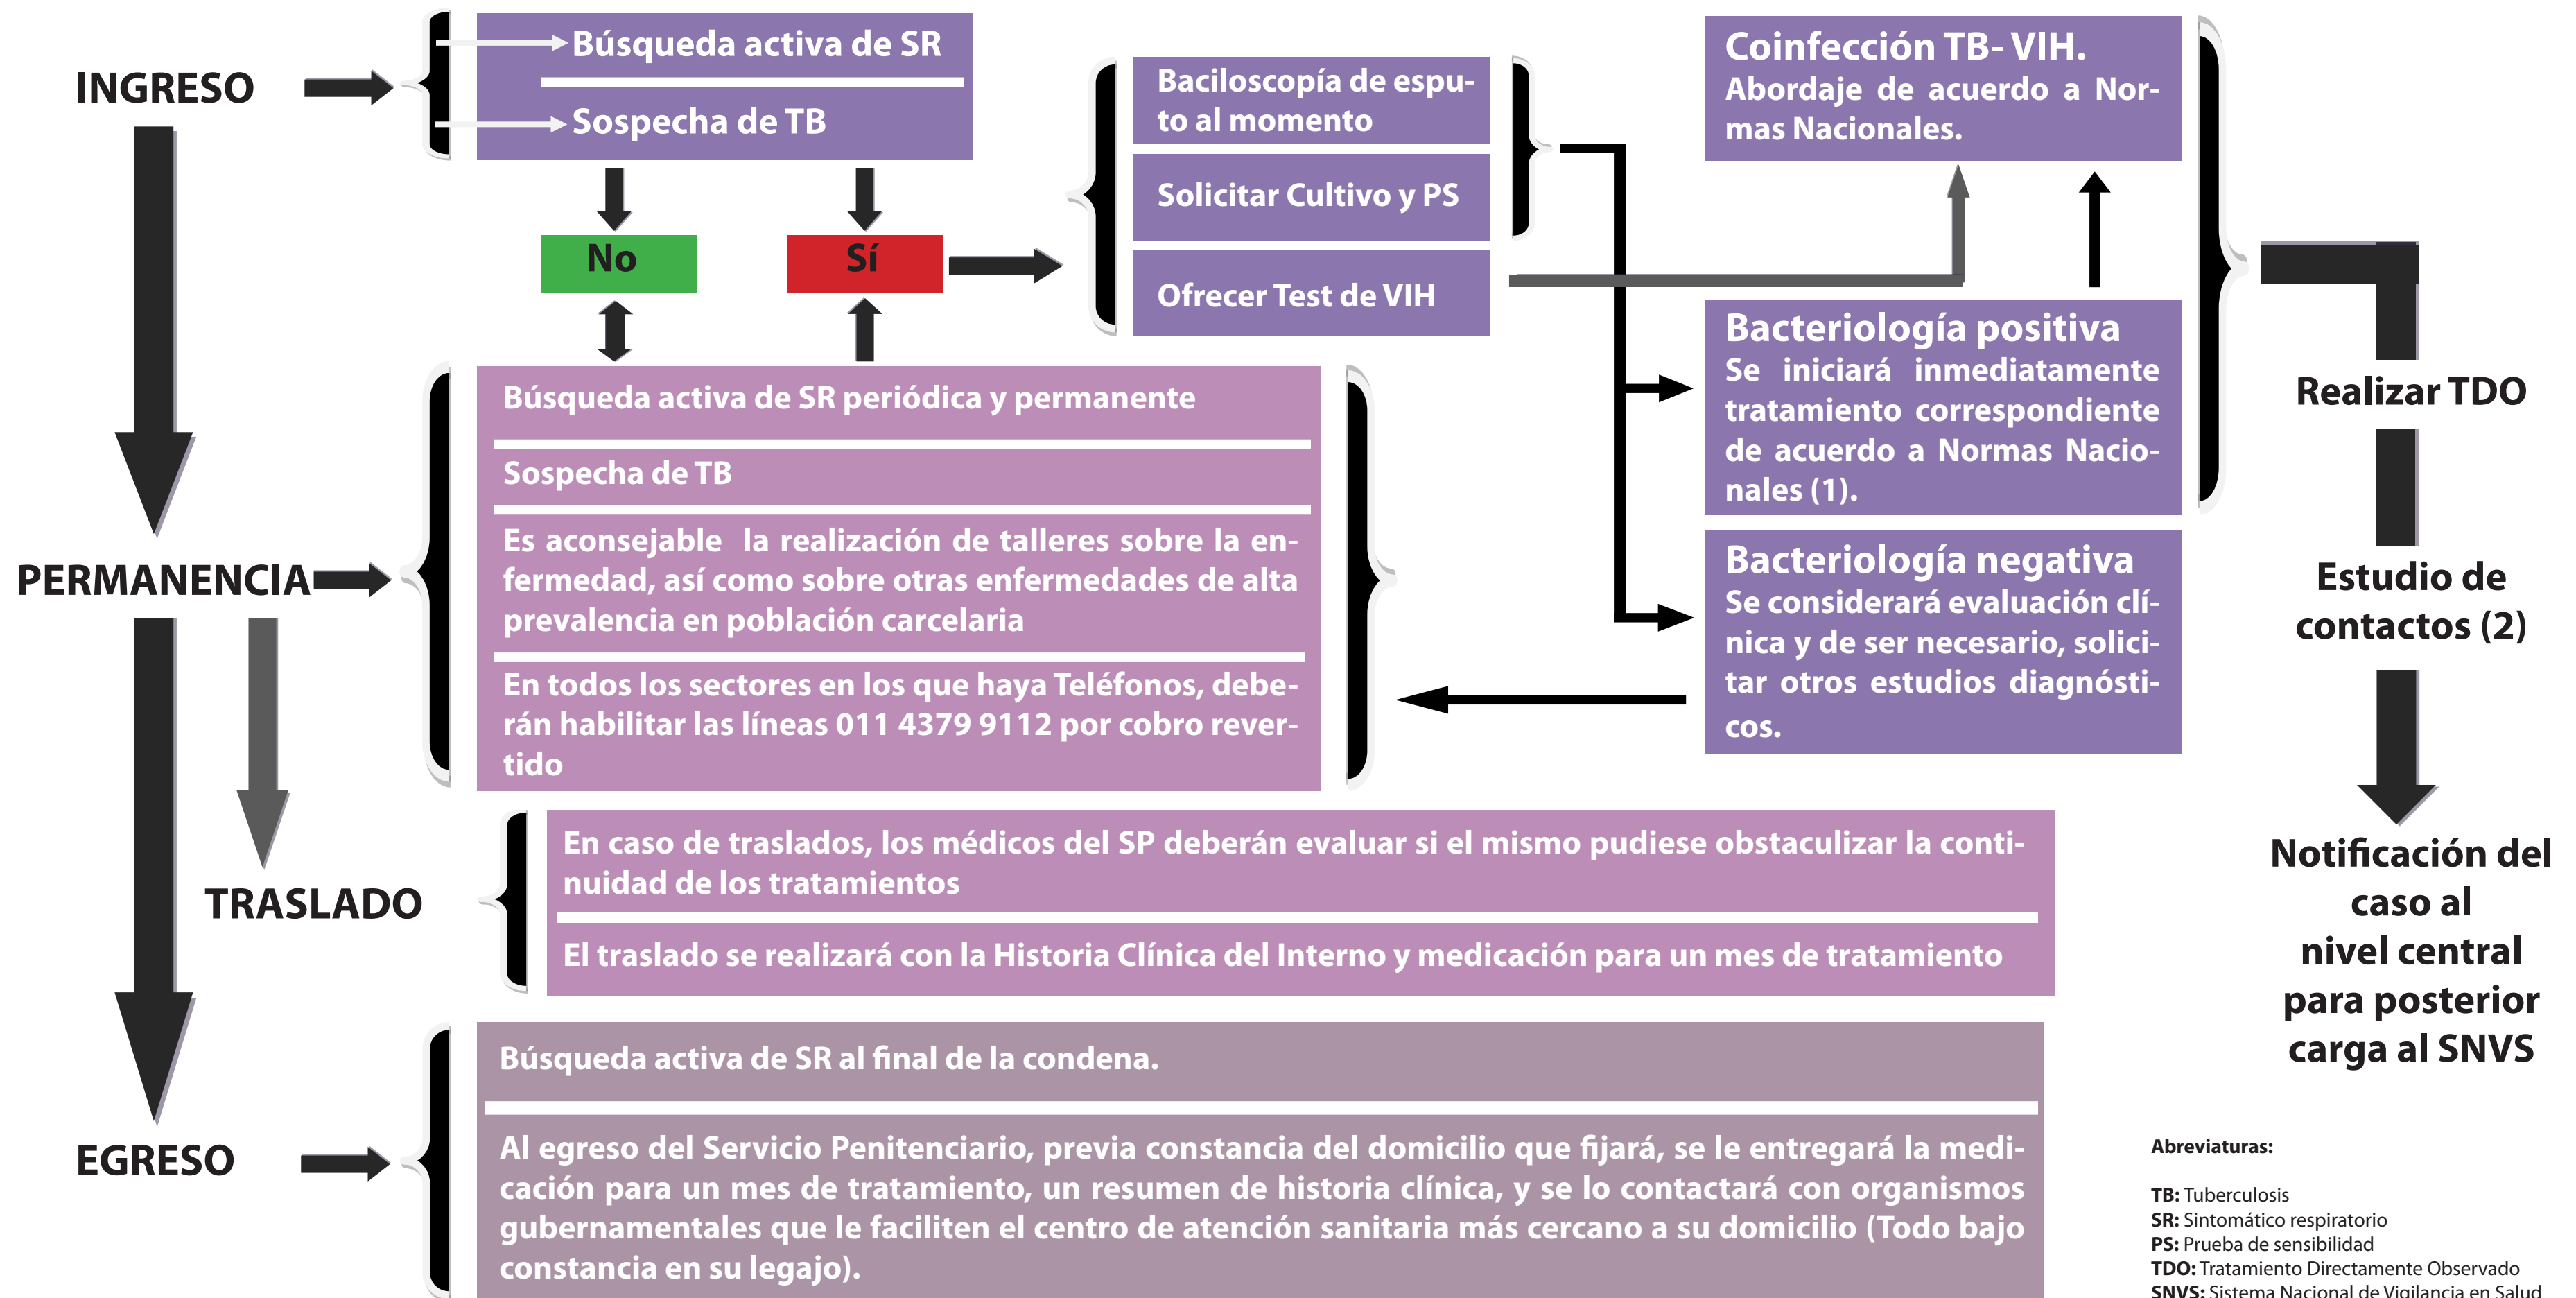 INGRESO
Búsqueda activa de SR
Sospecha de TB
No
Sí
Baciloscopía de espu-
to al momento
Solicitar Cultivo y PS
Ofrecer Test de VIH
Coinfección TB- VIH.
Abordaje de acuerdo a Nor-
mas Nacionales.
Bacteriología positiva
Se iniciará inmediatamente
tratamiento correspondiente
de acuerdo a Normas Nacio-
nales (1).
Bacteriología negativa
Se considerará evaluación clí-
nica y de ser necesario, solici-
tar otros estudios diagnósti-
cos.
Realizar TDO
Estudio de
contactos (2)
Notificación del
caso al
nivel central
para posterior
carga al SNVS
PERMANENCIA
Búsqueda activa de SR periódica y permanente
Sospecha de TB
Es aconsejable la realización de talleres sobre la en-
fermedad, así como sobre otras enfermedades de alta
prevalencia en población carcelaria
En todos los sectores en los que haya Teléfonos, debe-
rán habilitar las líneas 011 4379 9112 por cobro rever-
tido
TRASLADO
En caso de traslados, los médicos del SP deberán evaluar si el mismo pudiese obstaculizar la conti-
nuidad de los tratamientos
El traslado se realizará con la Historia Clínica del Interno y medicación para un mes de tratamiento
EGRESO
Búsqueda activa de SR al final de la condena.
Al egreso del Servicio Penitenciario, previa constancia del domicilio que fijará, se le entregará la medi-
cación para un mes de tratamiento, un resumen de historia clínica, y se lo contactará con organismos
gubernamentales que le faciliten el centro de atención sanitaria más cercano a su domicilio (Todo bajo
constancia en su legajo).
Abreviaturas:
TB: Tuberculosis
SR: Sintomático respiratorio
PS: Prueba de sensibilidad
TDO: Tratamiento Directamente Observado
SNVS: Sistema Nacional de Vigilancia en Salud